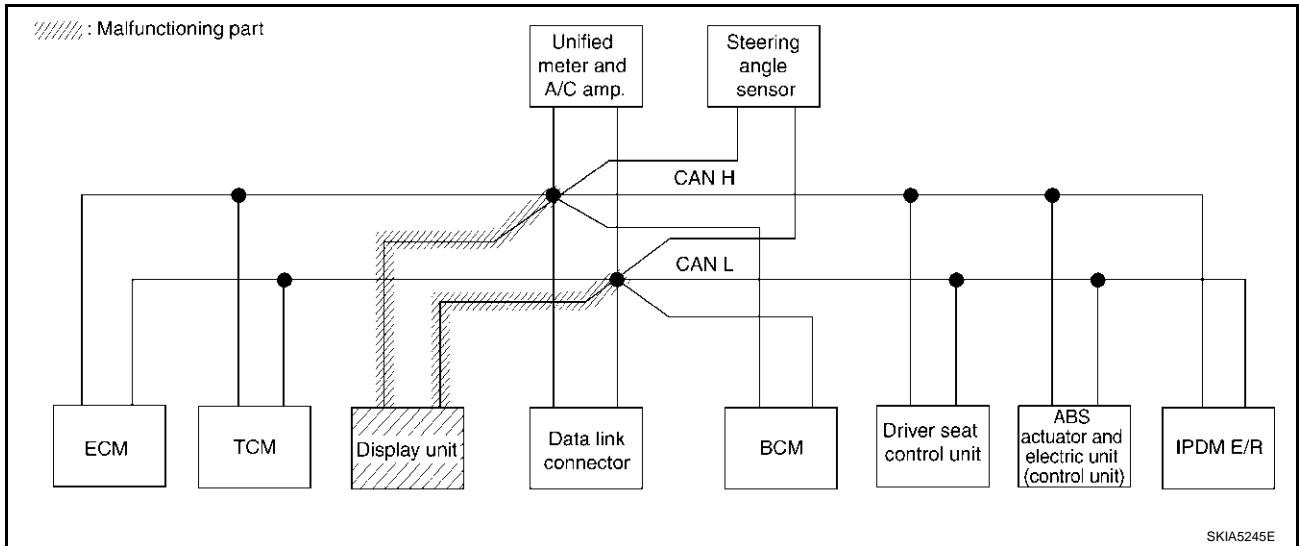 : Malfunctioning part
Unified
meter and
A/C amp.
Steering
angle
sensor
CAN H
CAN L
ECM
TCM
Display unit
Data link
connector
BCM
Driver seat
control unit
ABS
actuator and
electric unit
(control unit)
IPDM E/R
SKIA5245E